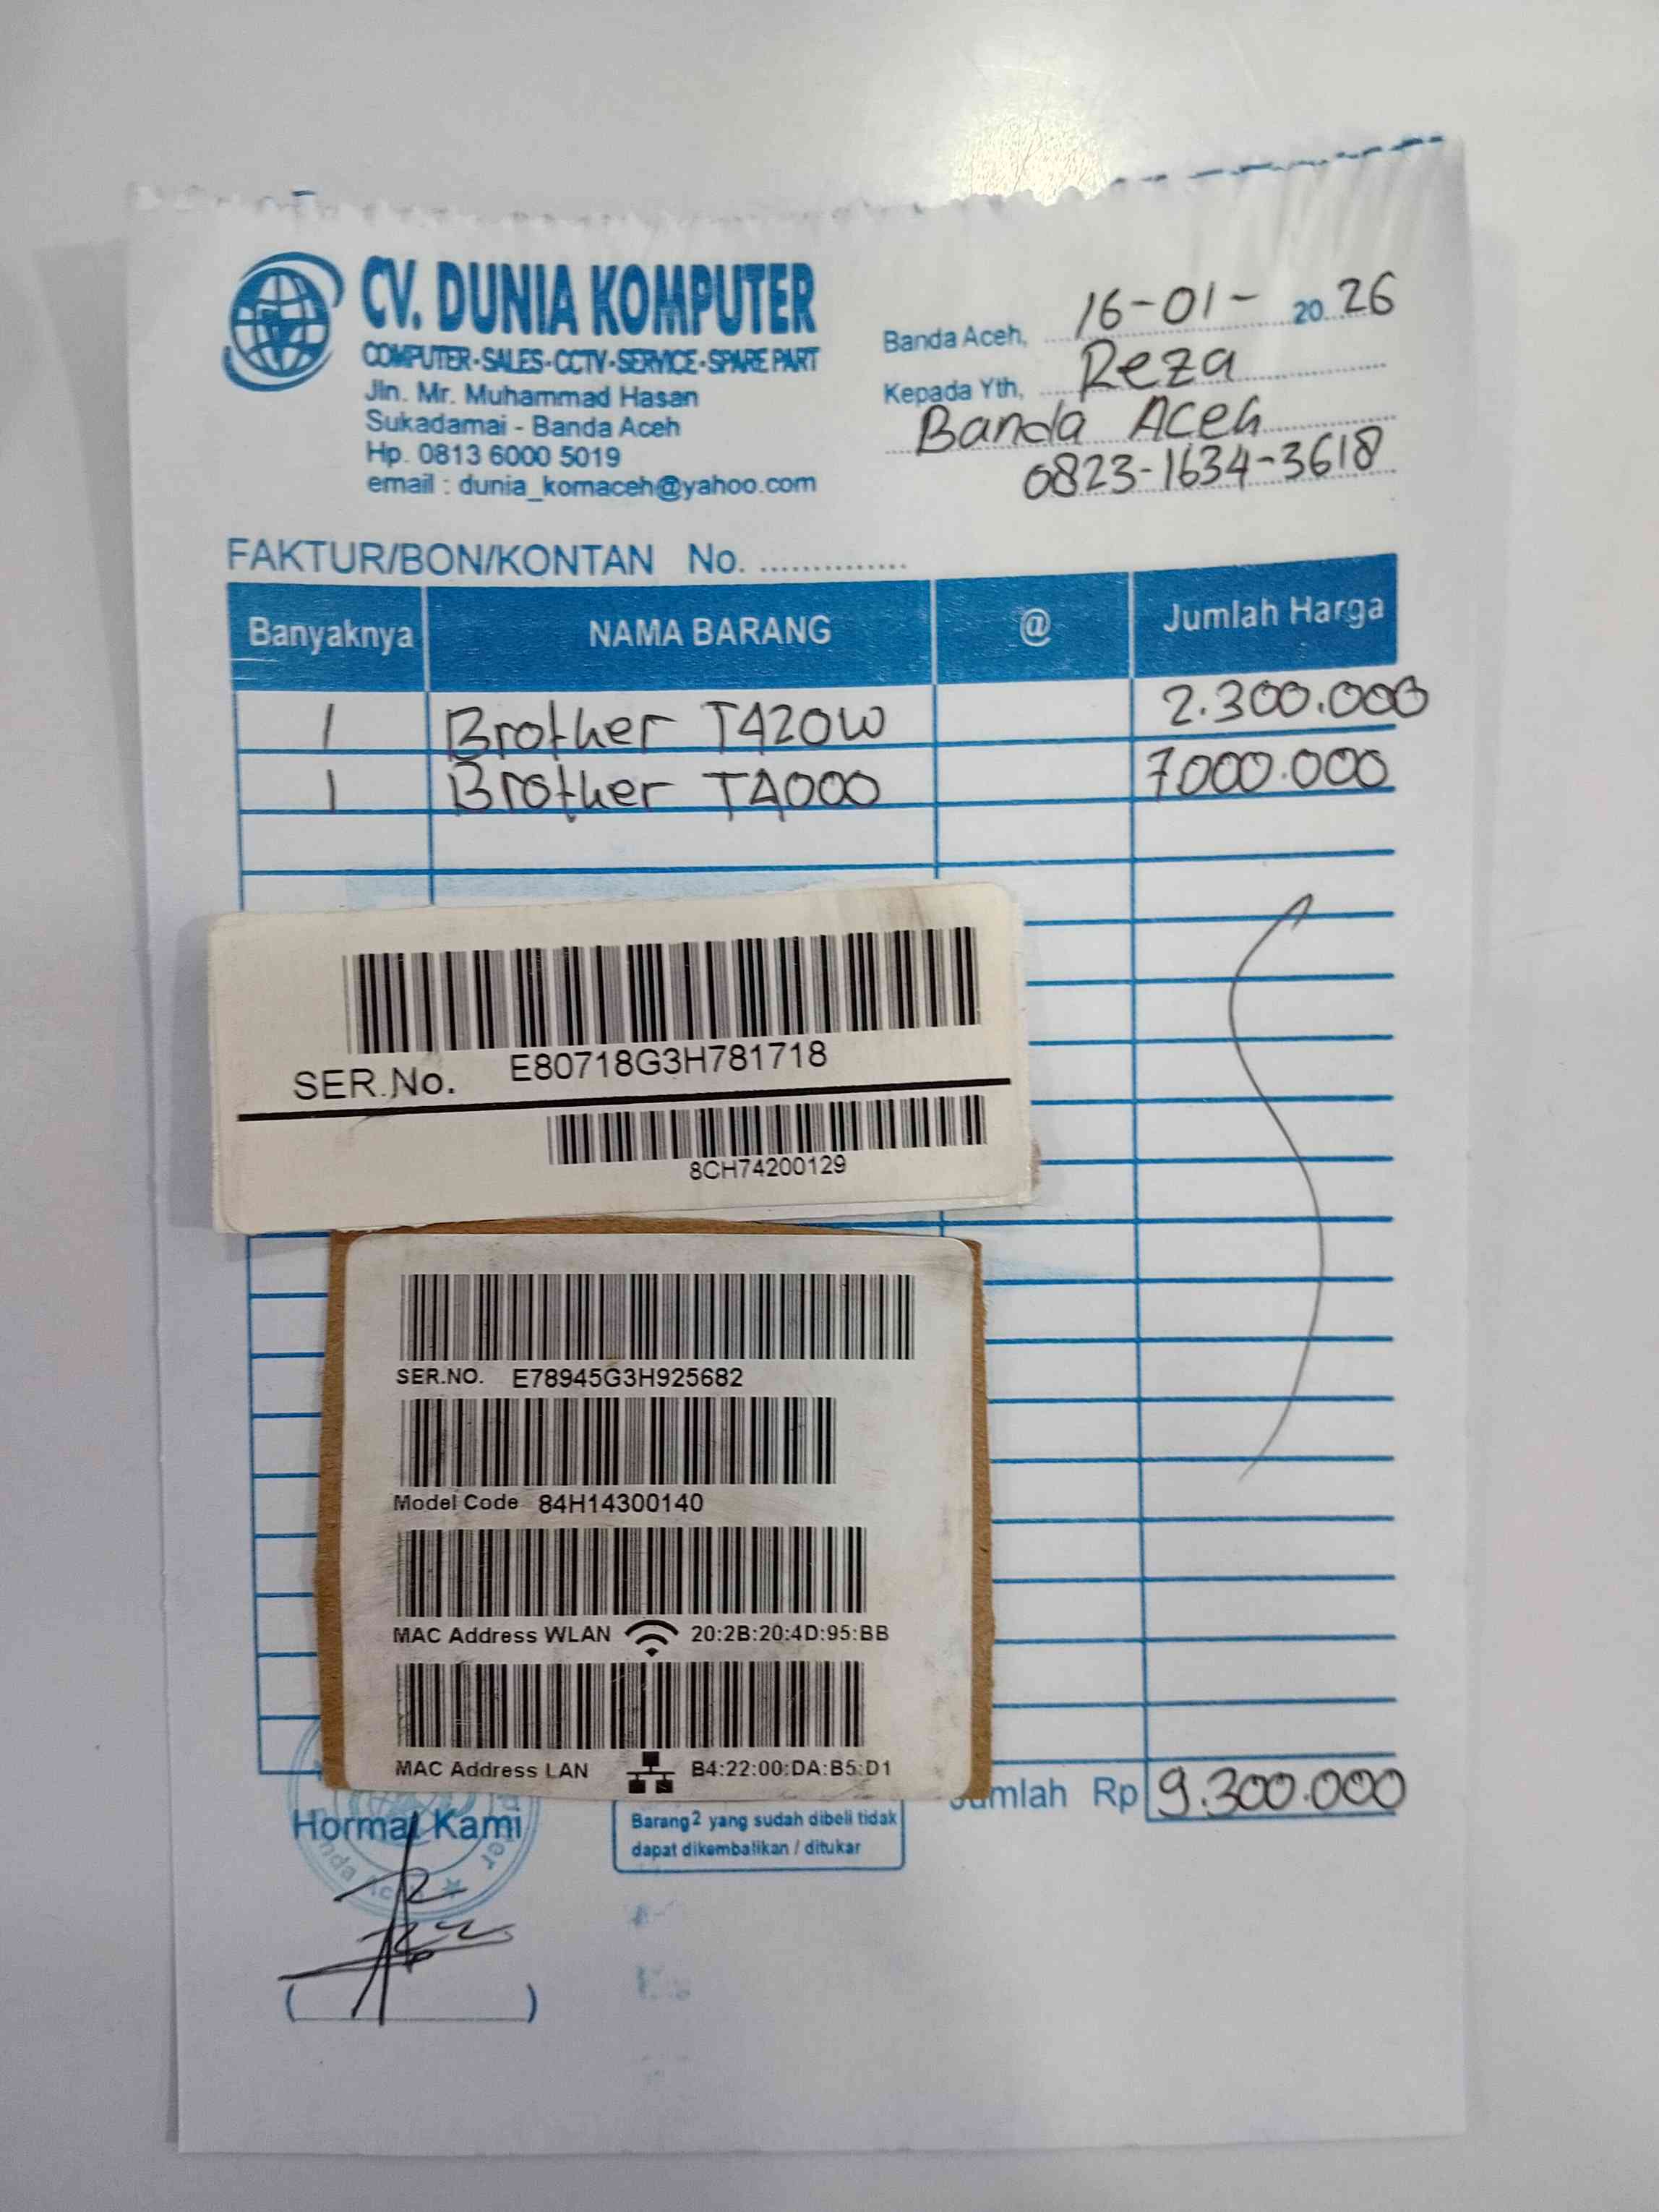 CV. DUNIA KOMPUTER
COMPUTER-SALES-CCTV-SERVICE-SPARE PART
Jln. Mr. Muhammad Hasan
Sukadamai - Banda Aceh
Hp. 0813 6000 5019
email : dunia_komaceh@yahoo.com
Banda Aceh, 16-01- 20 26
Kepada Yth, Reza
Banda Aceh
0823-1634-3618
FAKTUR/BON/KONTAN No. ..............
Banyaknya NAMA BARANG @ Jumlah Harga
1 Brother T420W 2.300.000
1 Brother T4000 7000.000
SER.No. E80718G3H781718
8CH74200129
SER.NO. E78945G3H925682
Model Code 84H14300140
MAC Address WLAN 20:2B:20:4D:95:BB
MAC Address LAN B4:22:00:DA:B5:D1
Jumlah Rp 9.300.000
Hormat Kami
Barang2 yang sudah dibeli tidak
dapat dikembalikan / ditukar